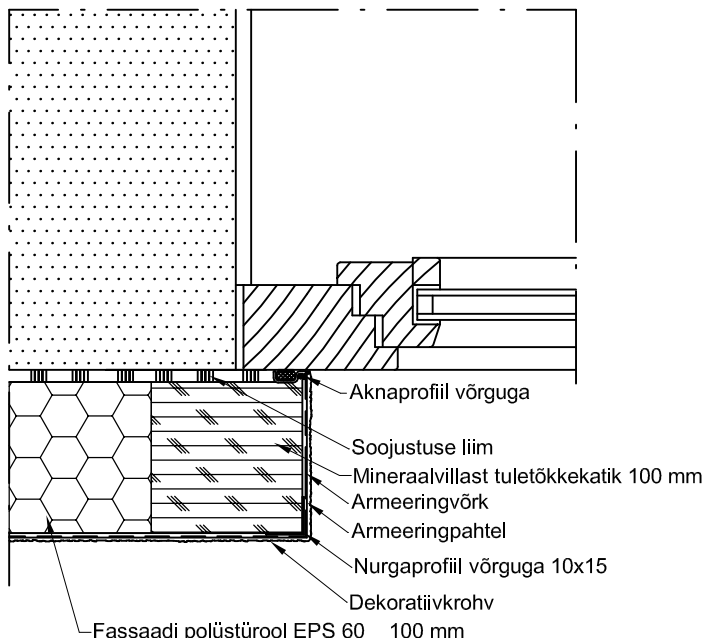 Aknaprofiil võrguga
Soojustuse liim
Mineraalvillast tuletõkkekatik 100 mm
Armeeringvõrk
Armeeringpahtel
Nurgaprofiil võrguga 10x15
Dekoratiivkrohv
Fassaadi polüstürool EPS 60 100 mm